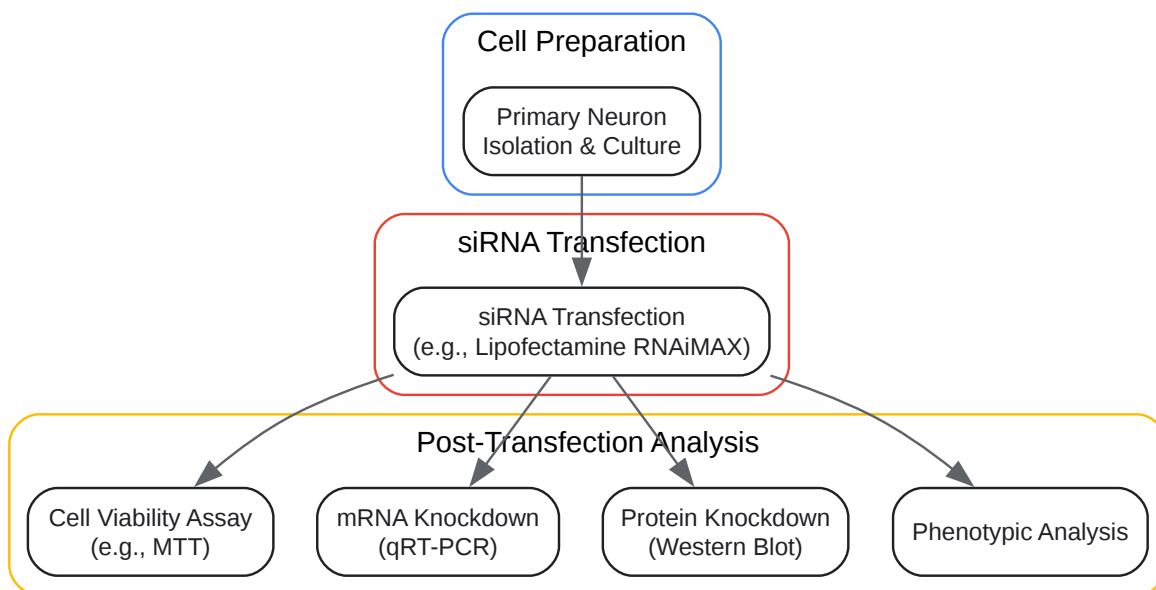 Cell Preparation
Primary Neuron
Isolation & Culture
siRNA Transfection
siRNA Transfection
(e.g., Lipofectamine RNAiMAX)
Post-Transfection Analysis
Cell Viability Assay
(e.g., MTT)
mRNA Knockdown
(qRT-PCR)
Protein Knockdown
(Western Blot)
Phenotypic Analysis